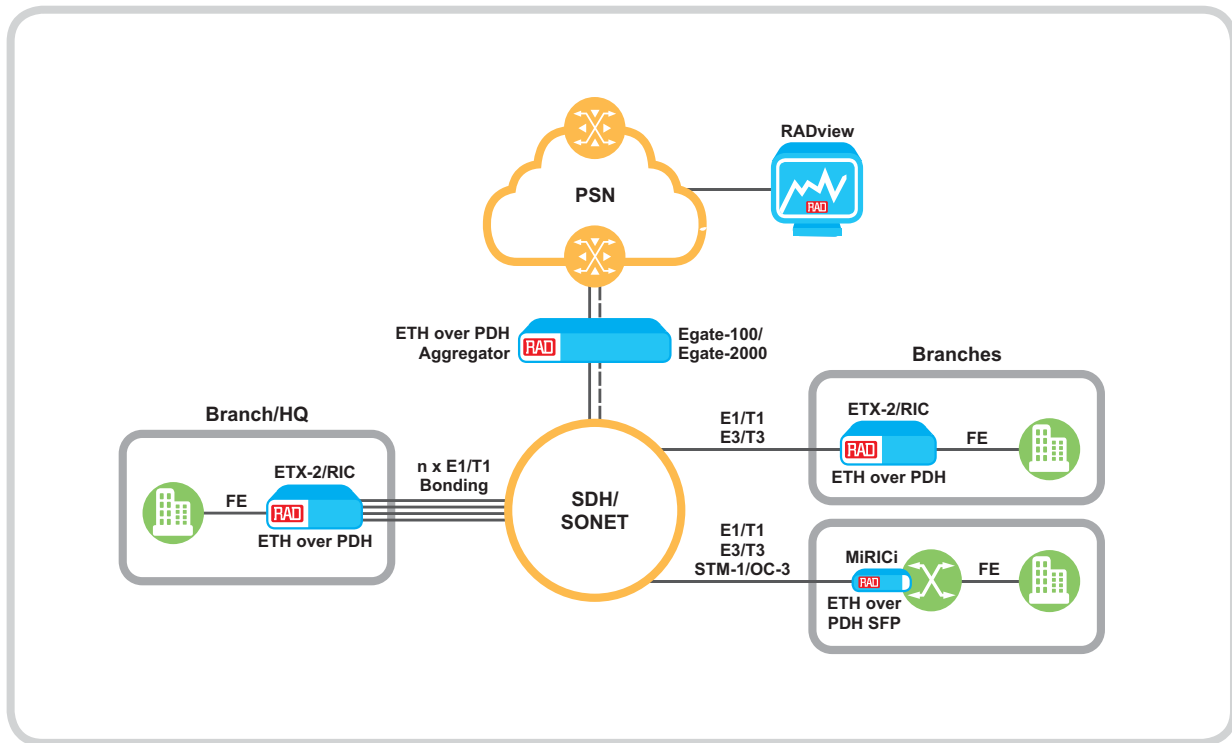 RADview
RAD
PSN
ETH over PDH
Aggregator
RAD
Egate-100/
Egate-2000
Branch/HQ
FE
ETX-2/RIC
RAD
ETH over PDH
n x E1/T1
Bonding
SDH/
SONET
Branches
E1/T1
E3/T3
ETX-2/RIC
RAD
ETH over PDH
FE
E1/T1
E3/T3
STM-1/OC-3
MiRICi
RAD
ETH over
PDH SFP
FE